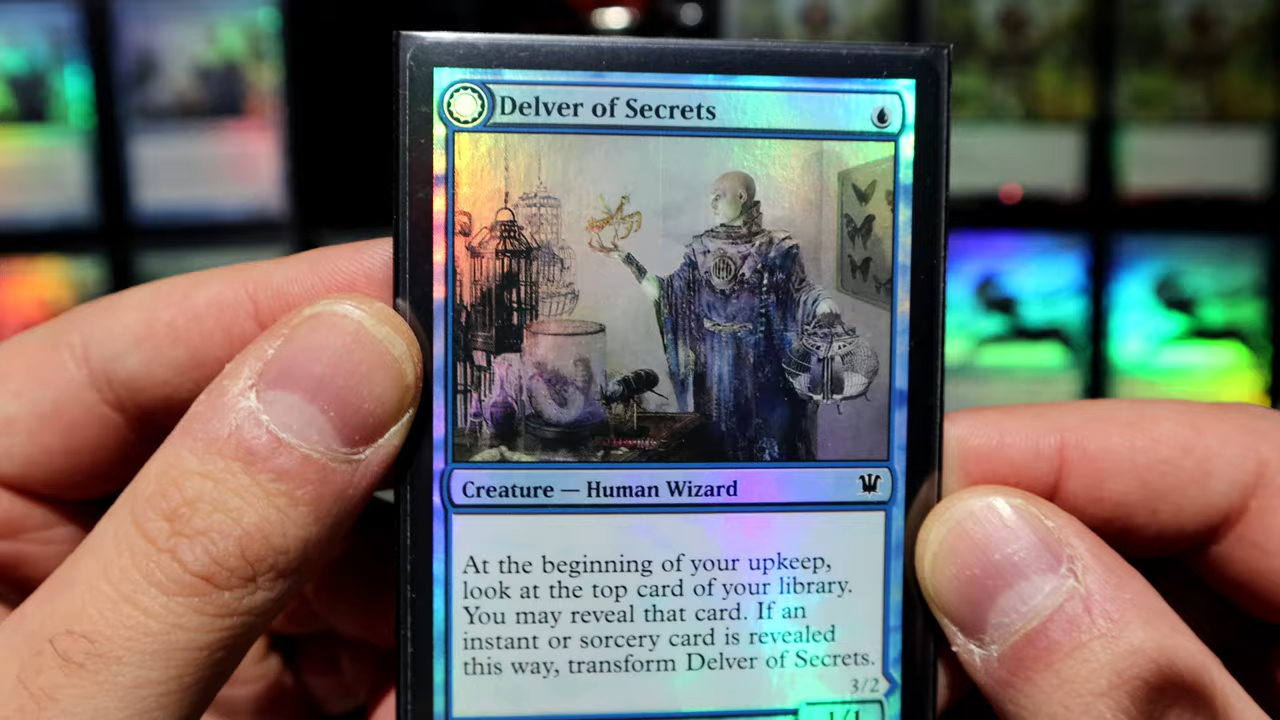 Delver of Secrets
Creature — Human Wizard
At the beginning of your upkeep,
look at the top card of your library.
You may reveal that card. If an
instant or sorcery card is revealed
this way, transform Delver of Secrets.
3/2
1/1